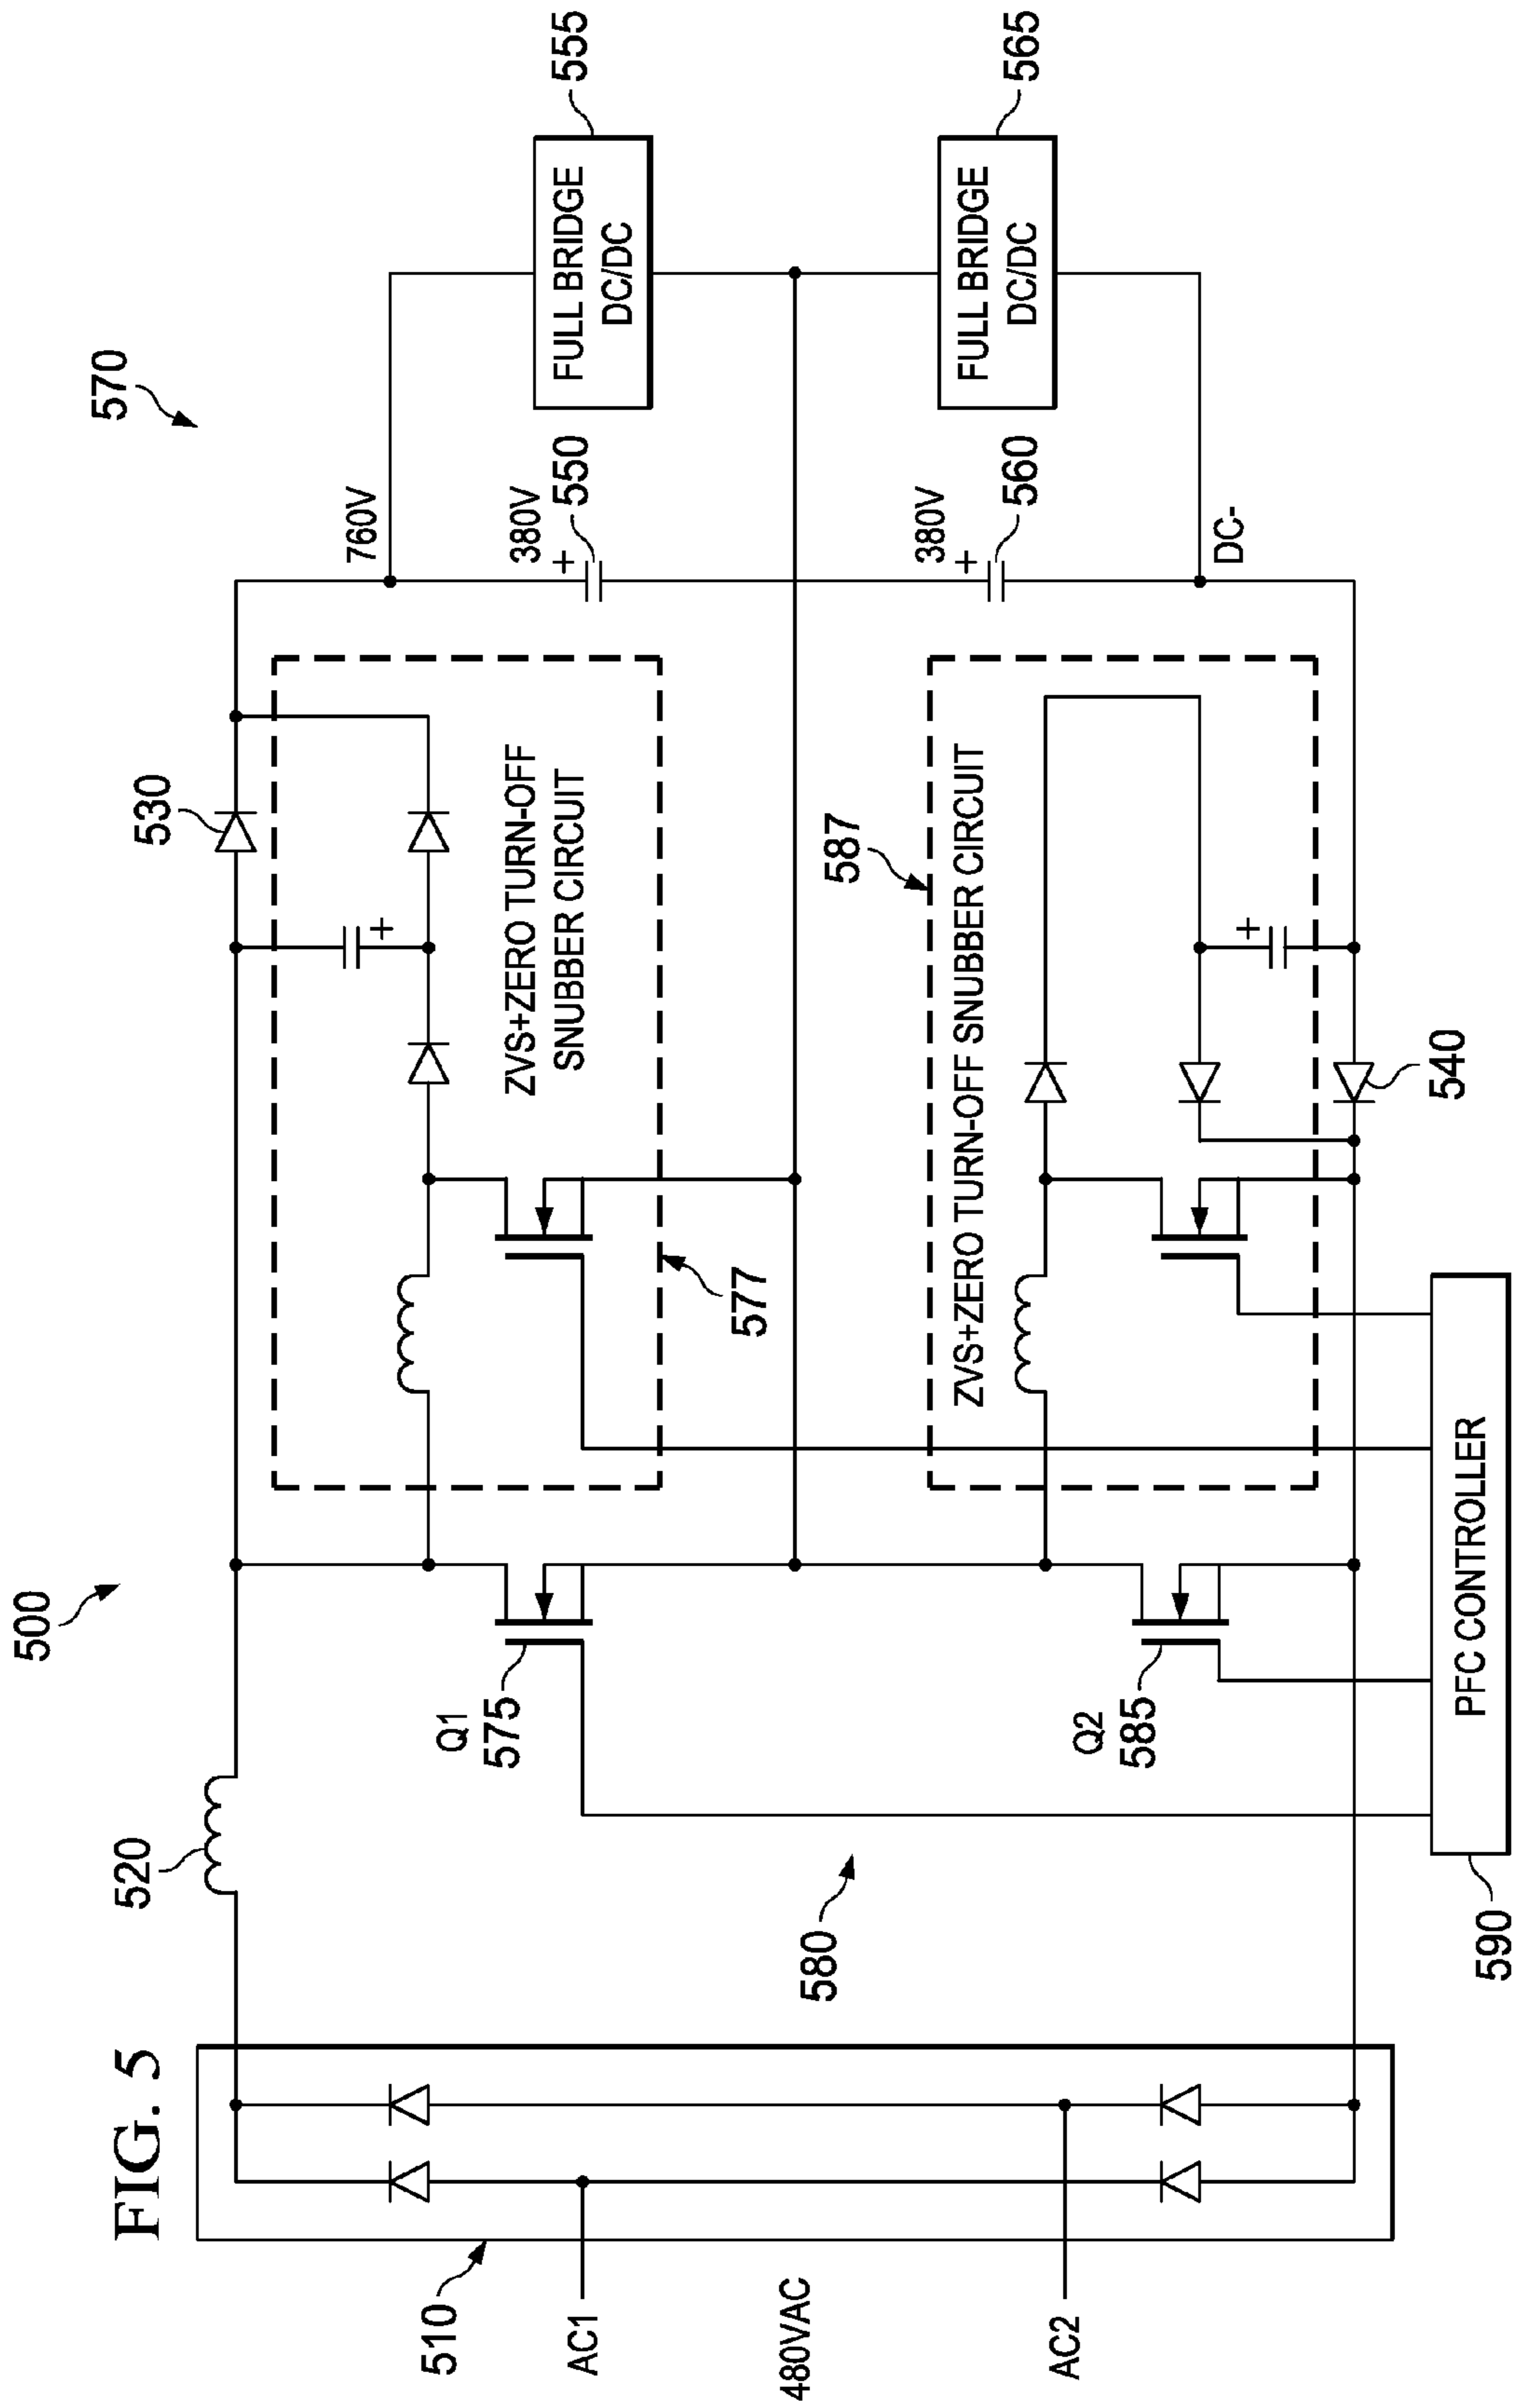 FIG. 5
500
570
510
520
530
AC1
480VAC
AC2
Q1
575
Q2
585
580
577
ZVS+ZERO TURN-OFF
SNUBBER CIRCUIT
587
ZVS+ZERO TURN-OFF SNUBBER CIRCUIT
540
760V
380V
+
550
380V
+
560
DC-
+
+
FULL BRIDGE
DC/DC
555
FULL BRIDGE
DC/DC
565
PFC CONTROLLER
590